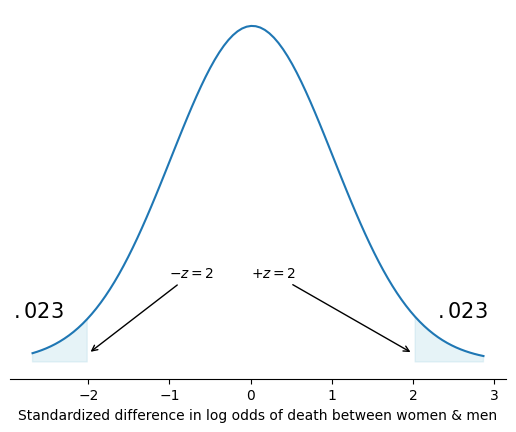 −z = 2
+z = 2
.023
.023
−2
−1
0
1
2
3
Standardized difference in log odds of death between women & men